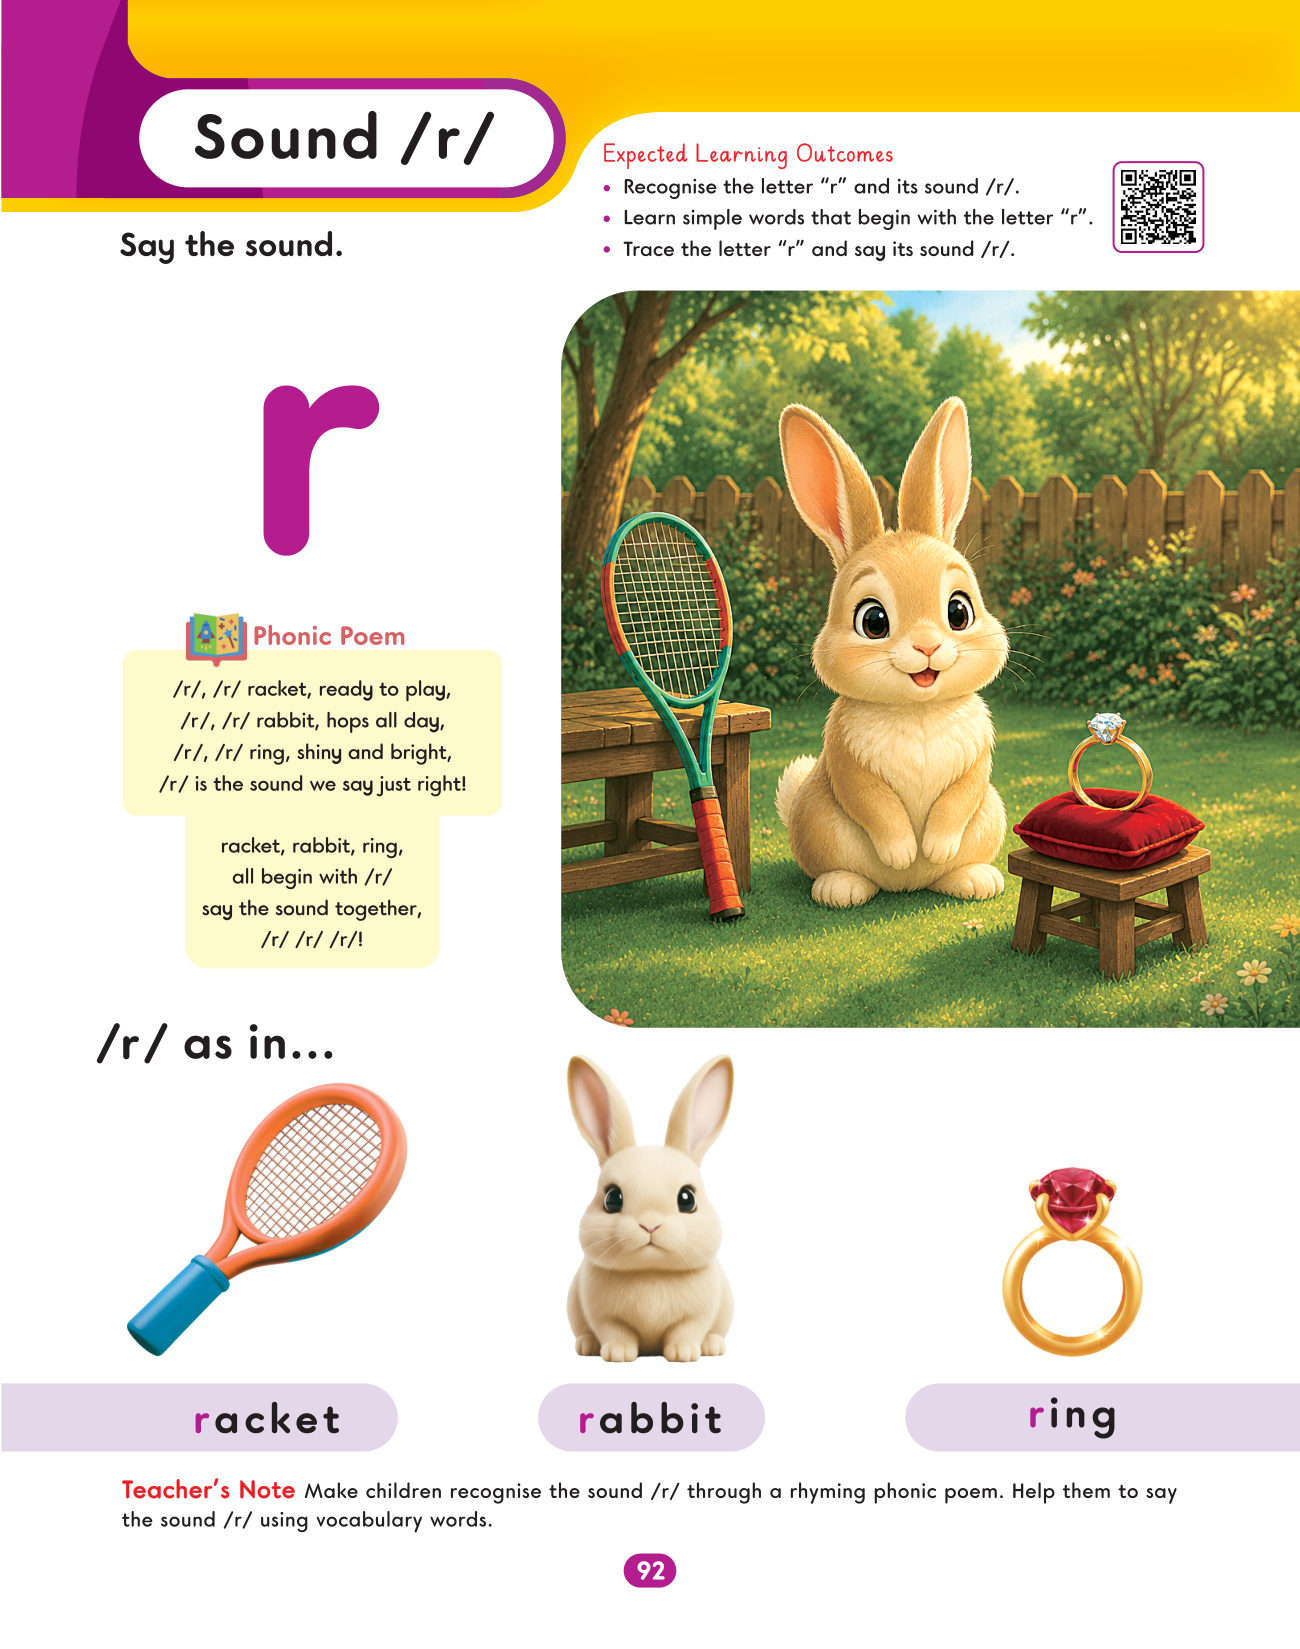 Sound /r/
Expected Learning Outcomes
• Recognise the letter “r” and its sound /r/.
• Learn simple words that begin with the letter “r”.
• Trace the letter “r” and say its sound /r/.
Say the sound.
r
Phonic Poem
/r/, /r/ racket, ready to play,
/r/, /r/ rabbit, hops all day,
/r/, /r/ ring, shiny and bright,
/r/ is the sound we say just right!
racket, rabbit, ring,
all begin with /r/
say the sound together,
/r/ /r/ /r/!
/r/ as in...
racket
rabbit
ring
Teacher’s Note Make children recognise the sound /r/ through a rhyming phonic poem. Help them to say
the sound /r/ using vocabulary words.
92